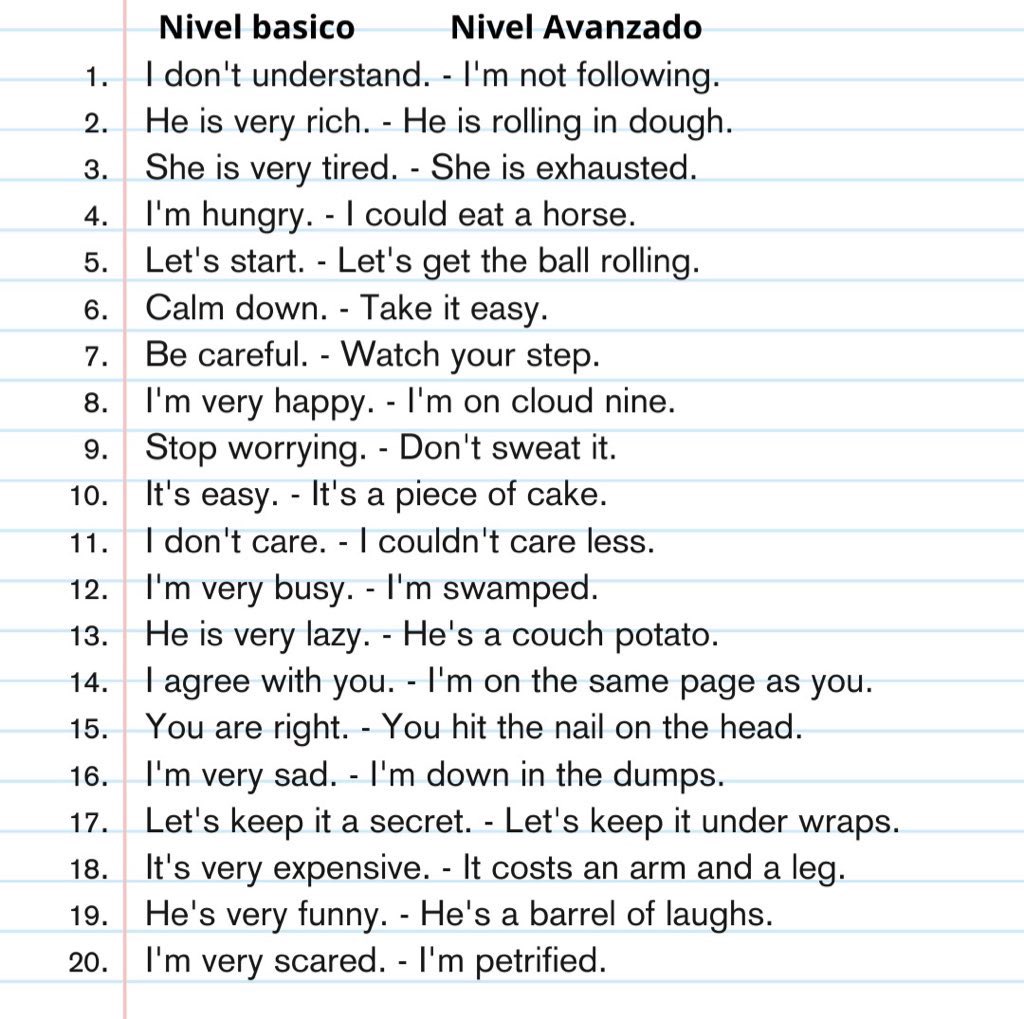 Nivel basico Nivel Avanzado
1. I don't understand. - I'm not following.
2. He is very rich. - He is rolling in dough.
3. She is very tired. - She is exhausted.
4. I'm hungry. - I could eat a horse.
5. Let's start. - Let's get the ball rolling.
6. Calm down. - Take it easy.
7. Be careful. - Watch your step.
8. I'm very happy. - I'm on cloud nine.
9. Stop worrying. - Don't sweat it.
10. It's easy. - It's a piece of cake.
11. I don't care. - I couldn't care less.
12. I'm very busy. - I'm swamped.
13. He is very lazy. - He's a couch potato.
14. I agree with you. - I'm on the same page as you.
15. You are right. - You hit the nail on the head.
16. I'm very sad. - I'm down in the dumps.
17. Let's keep it a secret. - Let's keep it under wraps.
18. It's very expensive. - It costs an arm and a leg.
19. He's very funny. - He's a barrel of laughs.
20. I'm very scared. - I'm petrified.